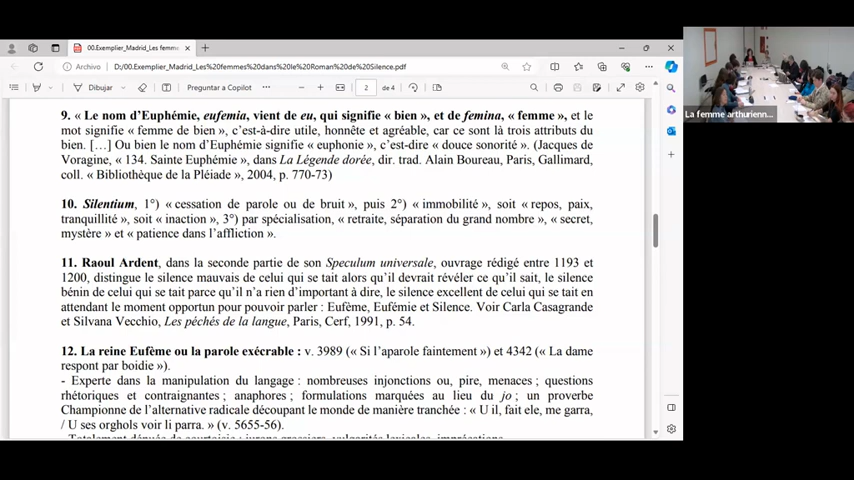 00.Exemplier_Madrid_Les femme
Archivo
D:/00.Exemplier_Madrid_Les%20femmes%20dans%20le%20Roman%20de%20Silence.pdf
Dibujar
Preguntar a Copilot
2
de 4
La femme arthurienn...
9. « Le nom d’Euphémie, eufemia, vient de eu, qui signifie « bien », et de femina, « femme », et le
mot signifie « femme de bien », c’est-à-dire utile, honnête et agréable, car ce sont là trois attributs du
bien. […] Ou bien le nom d’Euphémie signifie « euphonie », c’est-dire « douce sonorité ». (Jacques de
Voragine, « 134. Sainte Euphémie », dans La Légende dorée, dir. trad. Alain Boureau, Paris, Gallimard,
coll. « Bibliothèque de la Pléiade », 2004, p. 770-73)
10. Silentium, 1°) « cessation de parole ou de bruit », puis 2°) « immobilité », soit « repos, paix,
tranquillité », soit « inaction », 3°) par spécialisation, « retraite, séparation du grand nombre », « secret,
mystère » et « patience dans l’affliction ».
11. Raoul Ardent, dans la seconde partie de son Speculum universale, ouvrage rédigé entre 1193 et
1200, distingue le silence mauvais de celui qui se tait alors qu’il devrait révéler ce qu’il sait, le silence
bénin de celui qui se tait parce qu’il n’a rien d’important à dire, le silence excellent de celui qui se tait en
attendant le moment opportun pour pouvoir parler : Eufème, Eufémie et Silence. Voir Carla Casagrande
et Silvana Vecchio, Les péchés de la langue, Paris, Cerf, 1991, p. 54.
12. La reine Eufème ou la parole exécrable : v. 3989 (« Si l’aparole faintement ») et 4342 (« La dame
respont par boidie »).
- Experte dans la manipulation du langage : nombreuses injonctions ou, pire, menaces ; questions
rhétoriques et contraignantes ; anaphores ; formulations marquées au lieu du jo ; un proverbe
Championne de l’alternative radicale découpant le monde de manière tranchée : « U il, fait ele, me garra,
/ U ses orghols voir li parra. » (v. 5655-56).
- Totalement dénuée de courtoisie : jurons grossiers, vulgarités lexicales, imprécations